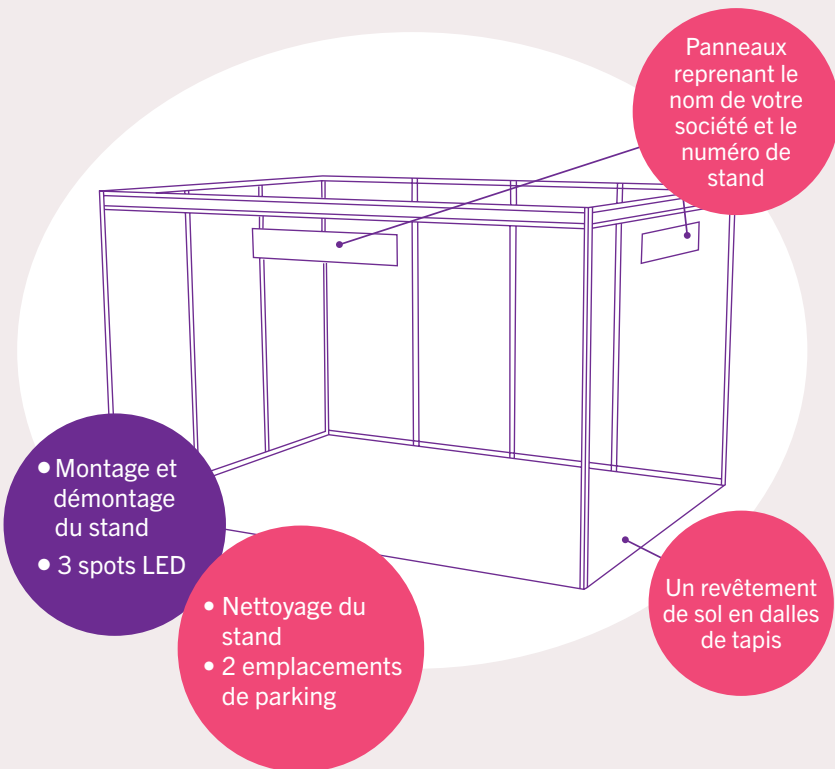 Panneaux
reprenant le
nom de votre
société et le
numéro de
stand
• Montage et
démontage
du stand
• 3 spots LED
• Nettoyage du
stand
• 2 emplacements
de parking
Un revêtement
de sol en dalles
de tapis